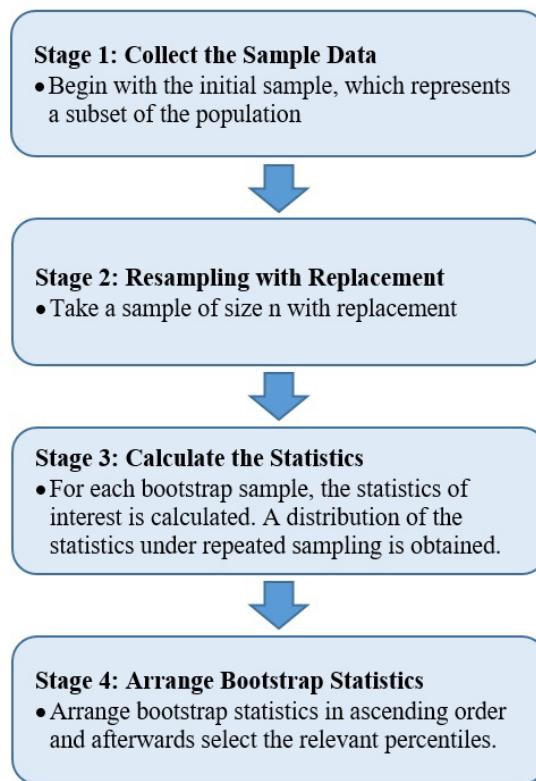 Stage 1: Collect the Sample Data
• Begin with the initial sample, which represents
a subset of the population
Stage 2: Resampling with Replacement
• Take a sample of size n with replacement
Stage 3: Calculate the Statistics
• For each bootstrap sample, the statistics of
interest is calculated. A distribution of the
statistics under repeated sampling is obtained.
Stage 4: Arrange Bootstrap Statistics
• Arrange bootstrap statistics in ascending order
and afterwards select the relevant percentiles.